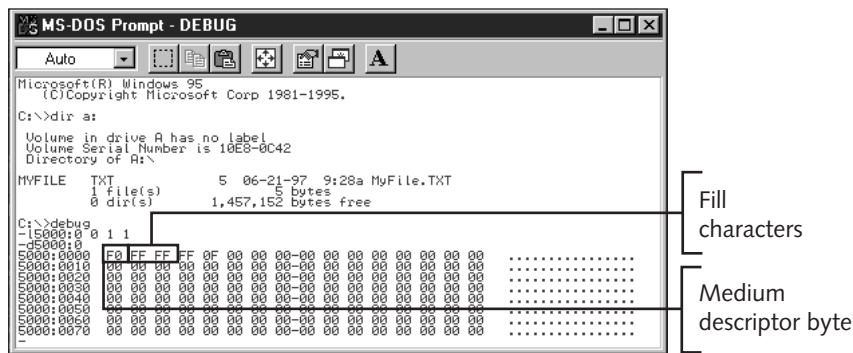 MS-DOS Prompt - DEBUG
Auto
A
Microsoft(R) Windows 95
(C)Copyright Microsoft Corp 1981-1995.
C:\>dir a:
Volume in drive A has no label
Volume Serial Number is 10E8-0C42
Directory of A:\
MYFILE TXT 5 06-21-97 9:28a MyFile.TXT
1 file(s) 5 bytes
0 dir(s) 1,457,152 bytes free
C:\>debug
-l5000:0 0 1 1
-d5000:0
5000:0000 F0 FF FF FF 0F 00 00 00-00 00 00 00 00 00 00 00 ................
5000:0010 00 00 00 00 00 00 00 00-00 00 00 00 00 00 00 00 ................
5000:0020 00 00 00 00 00 00 00 00-00 00 00 00 00 00 00 00 ................
5000:0030 00 00 00 00 00 00 00 00-00 00 00 00 00 00 00 00 ................
5000:0040 00 00 00 00 00 00 00 00-00 00 00 00 00 00 00 00 ................
5000:0050 00 00 00 00 00 00 00 00-00 00 00 00 00 00 00 00 ................
5000:0060 00 00 00 00 00 00 00 00-00 00 00 00 00 00 00 00 ................
5000:0070 00 00 00 00 00 00 00 00-00 00 00 00 00 00 00 00 ................
-
Fill
characters
Medium
descriptor byte